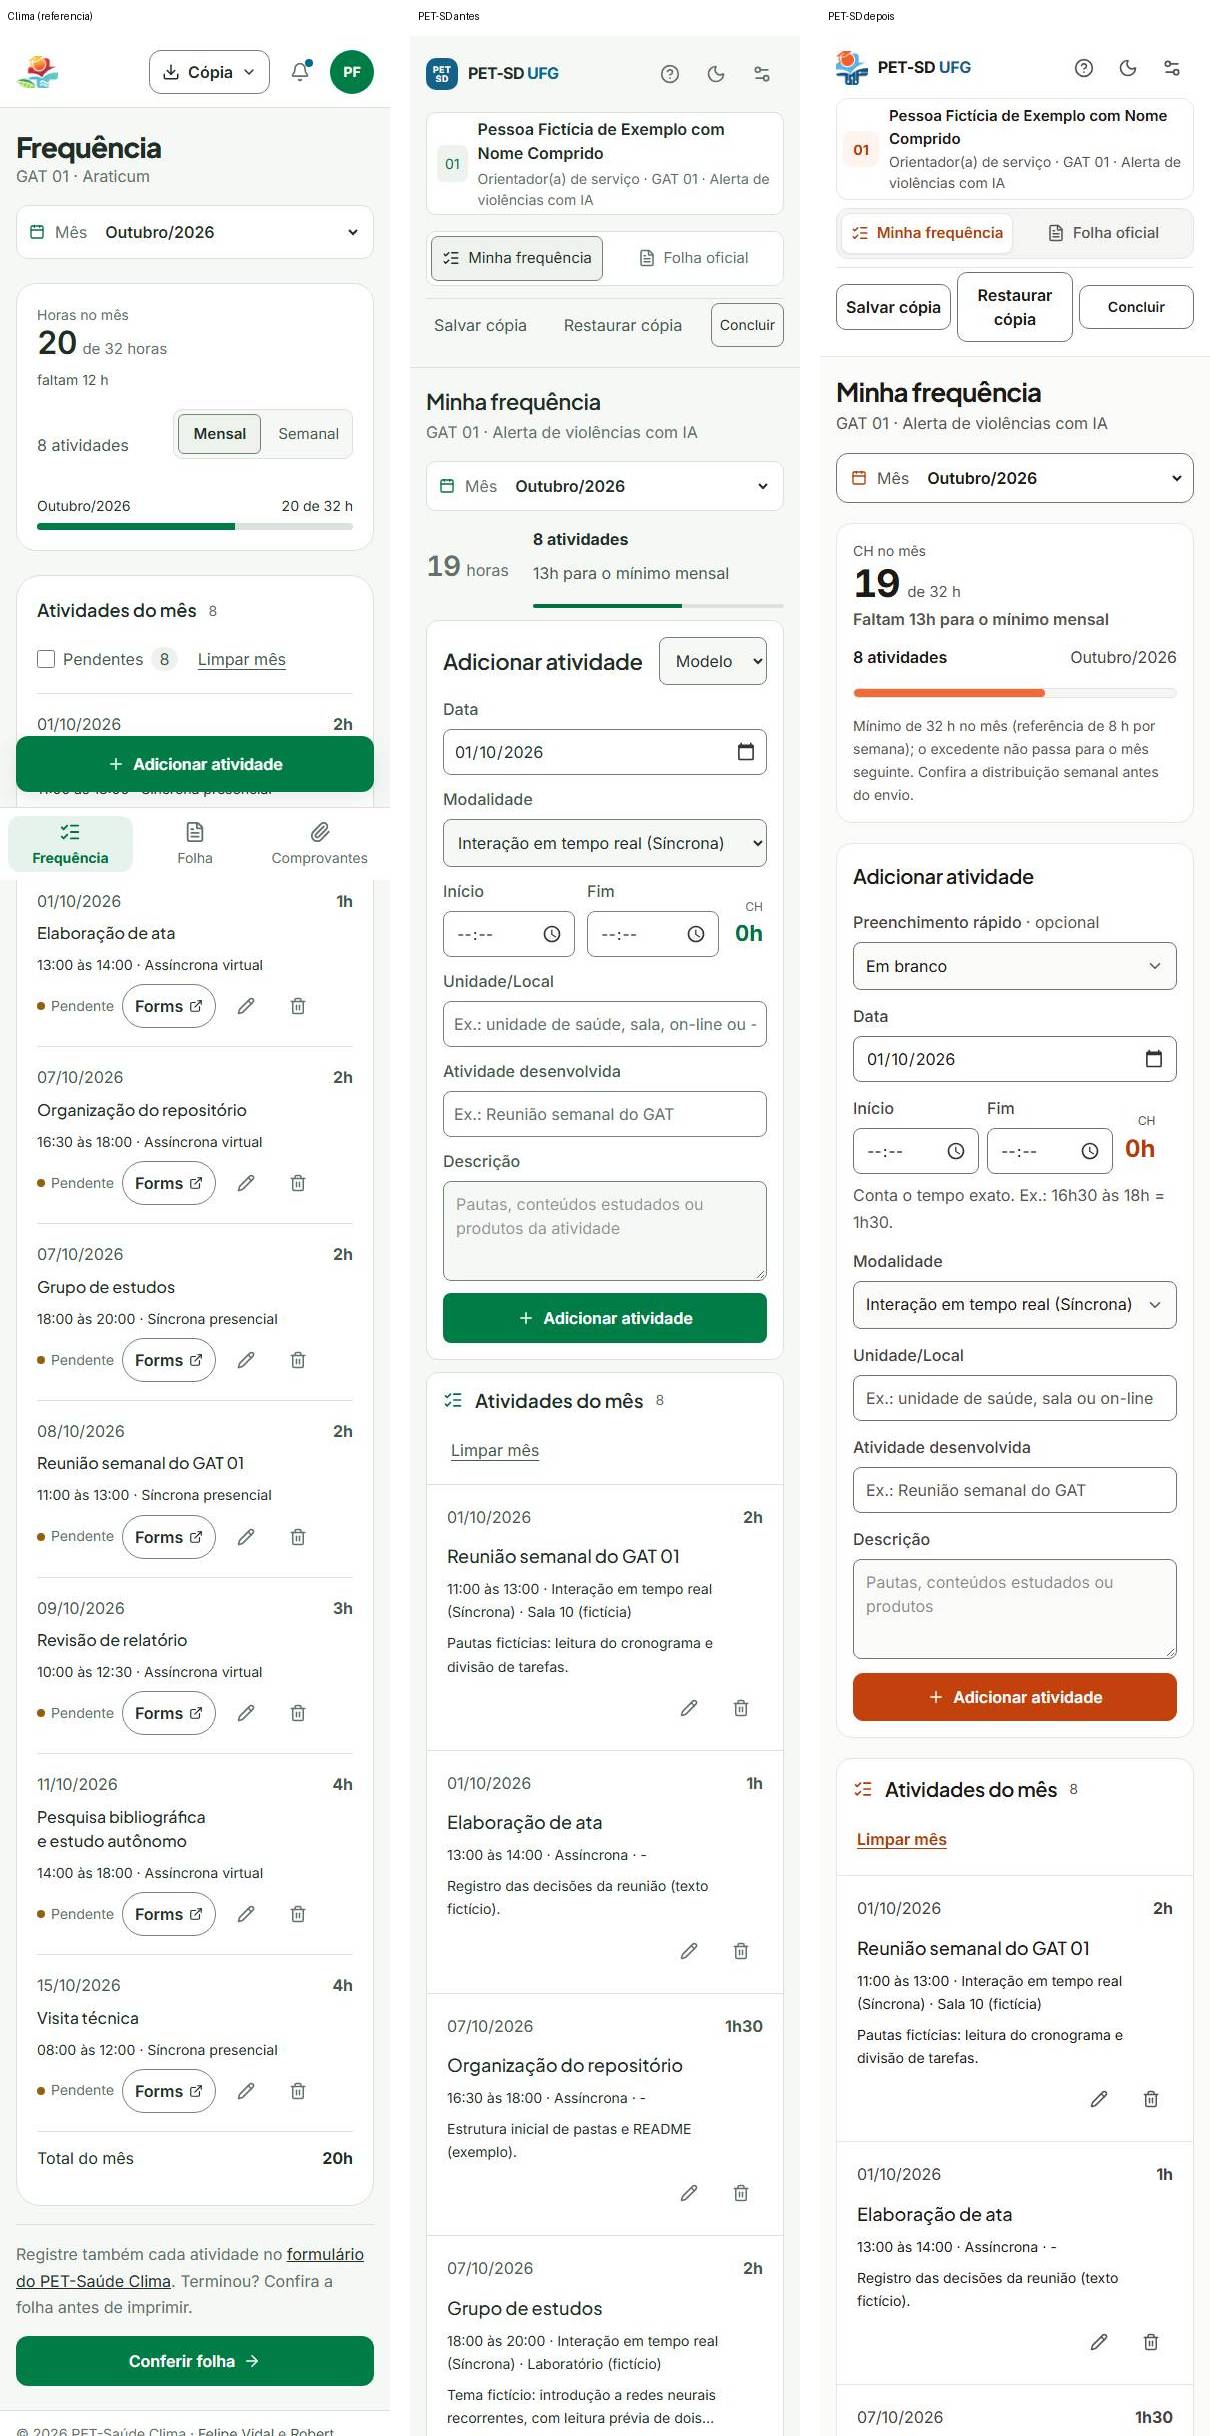 Clima (referencia)
Cópia
PF
Frequência
GAT 01 · Araticum
Mês Outubro/2026
Horas no mês
20 de 32 horas
faltam 12 h
8 atividades
Mensal Semanal
Outubro/2026 20 de 32 h
Atividades do mês 8
Pendentes 8 Limpar mês
01/10/2026 2h
+ Adicionar atividade
Frequência Folha Comprovantes
01/10/2026 1h
Elaboração de ata
13:00 às 14:00 · Assíncrona virtual
Pendente Forms
07/10/2026 2h
Organização do repositório
16:30 às 18:00 · Assíncrona virtual
Pendente Forms
07/10/2026 2h
Grupo de estudos
18:00 às 20:00 · Síncrona presencial
Pendente Forms
08/10/2026 2h
Reunião semanal do GAT 01
11:00 às 13:00 · Síncrona presencial
Pendente Forms
09/10/2026 3h
Revisão de relatório
10:00 às 12:30 · Assíncrona virtual
Pendente Forms
11/10/2026 4h
Pesquisa bibliográfica
e estudo autônomo
14:00 às 18:00 · Assíncrona virtual
Pendente Forms
15/10/2026 4h
Visita técnica
08:00 às 12:00 · Síncrona presencial
Pendente Forms
Total do mês 20h
Registre também cada atividade no formulário
do PET-Saúde Clima. Terminou? Confira a
folha antes de imprimir.
Conferir folha →
© 2026 PET-Saúde Clima · Felipe Vidal e Robert
PET-SD antes
PET
SD
PET-SD UFG
01
Pessoa Fictícia de Exemplo com
Nome Comprido
Orientador(a) de serviço · GAT 01 · Alerta de
violências com IA
Minha frequência Folha oficial
Salvar cópia Restaurar cópia Concluir
Minha frequência
GAT 01 · Alerta de violências com IA
Mês Outubro/2026
19 horas
8 atividades
13h para o mínimo mensal
Adicionar atividade Modelo
Data
01/10/2026
Modalidade
Interação em tempo real (Síncrona)
Início Fim CH
--:-- --:-- 0h
Unidade/Local
Ex.: unidade de saúde, sala, on-line ou -
Atividade desenvolvida
Ex.: Reunião semanal do GAT
Descrição
Pautas, conteúdos estudados ou
produtos da atividade
+ Adicionar atividade
Atividades do mês 8
Limpar mês
01/10/2026 2h
Reunião semanal do GAT 01
11:00 às 13:00 · Interação em tempo real
(Síncrona) · Sala 10 (fictícia)
Pautas fictícias: leitura do cronograma e
divisão de tarefas.
01/10/2026 1h
Elaboração de ata
13:00 às 14:00 · Assíncrona · -
Registro das decisões da reunião (texto
fictício).
07/10/2026 1h30
Organização do repositório
16:30 às 18:00 · Assíncrona · -
Estrutura inicial de pastas e README
(exemplo).
07/10/2026 2h
Grupo de estudos
18:00 às 20:00 · Interação em tempo real
(Síncrona) · Laboratório (fictício)
Tema fictício: introdução a redes neurais
recorrentes, com leitura prévia de dois...
PET-SD depois
PET-SD UFG
01
Pessoa Fictícia de Exemplo com Nome
Comprido
Orientador(a) de serviço · GAT 01 · Alerta de
violências com IA
Minha frequência Folha oficial
Salvar cópia Restaurar
cópia Concluir
Minha frequência
GAT 01 · Alerta de violências com IA
Mês Outubro/2026
CH no mês
19 de 32 h
Faltam 13h para o mínimo mensal
8 atividades Outubro/2026
Mínimo de 32 h no mês (referência de 8 h por
semana); o excedente não passa para o mês
seguinte. Confira a distribuição semanal antes
do envio.
Adicionar atividade
Preenchimento rápido · opcional
Em branco
Data
01/10/2026
Início Fim CH
--:-- --:-- 0h
Conta o tempo exato. Ex.: 16h30 às 18h =
1h30.
Modalidade
Interação em tempo real (Síncrona)
Unidade/Local
Ex.: unidade de saúde, sala ou on-line
Atividade desenvolvida
Ex.: Reunião semanal do GAT
Descrição
Pautas, conteúdos estudados ou
produtos
+ Adicionar atividade
Atividades do mês 8
Limpar mês
01/10/2026 2h
Reunião semanal do GAT 01
11:00 às 13:00 · Interação em tempo real
(Síncrona) · Sala 10 (fictícia)
Pautas fictícias: leitura do cronograma e
divisão de tarefas.
01/10/2026 1h
Elaboração de ata
13:00 às 14:00 · Assíncrona · -
Registro das decisões da reunião (texto
fictício).
07/10/2026 1h30